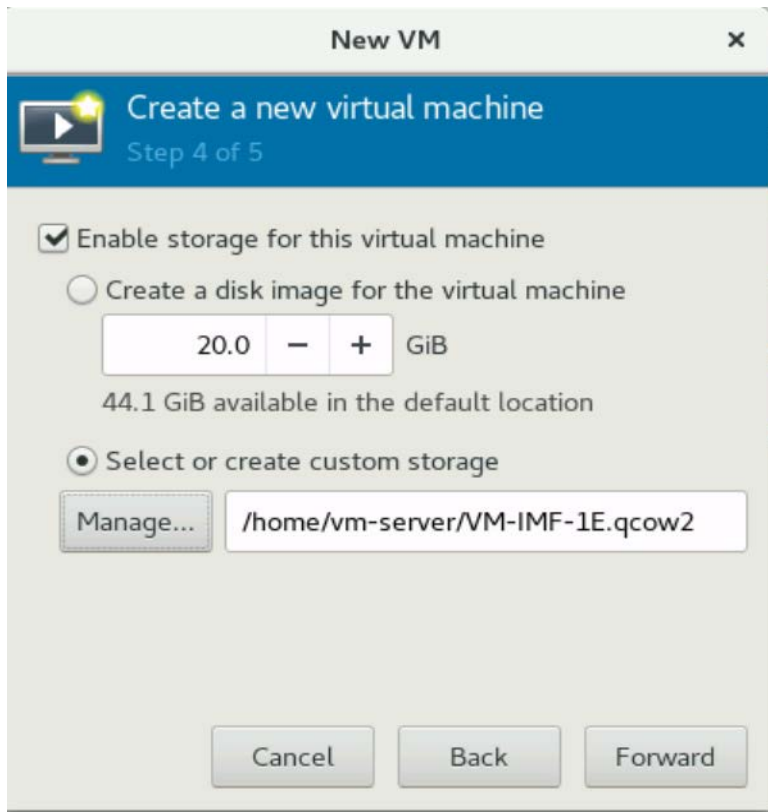 New VM ×
Create a new virtual machine
Step 4 of 5
Enable storage for this virtual machine
Create a disk image for the virtual machine
20.0 − + GiB
44.1 GiB available in the default location
Select or create custom storage
Manage... /home/vm-server/VM-IMF-1E.qcow2
Cancel Back Forward